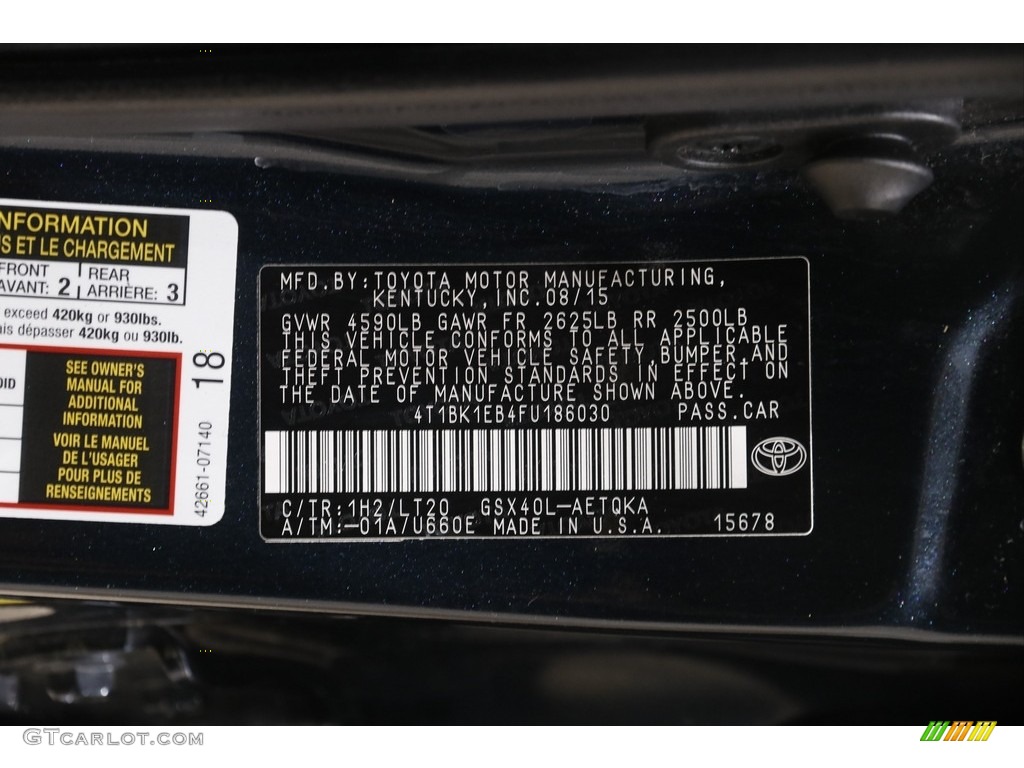 NFORMATION
S ET LE CHARGEMENT
FRONT
AVANT: 2
REAR
ARRIÈRE: 3
exceed 420kg or 930lbs.
dépasser 420kg ou 930lb.
SEE OWNER'S
MANUAL FOR
ADDITIONAL
INFORMATION
VOIR LE MANUEL
DE L'USAGER
POUR PLUS DE
RENSEIGNEMENTS
42661-07140 18
MFD.BY:TOYOTA MOTOR MANUFACTURING,
KENTUCKY,INC.08/15
GVWR 4590LB GAWR FR 2625LB RR 2500LB
THIS VEHICLE CONFORMS TO ALL APPLICABLE
FEDERAL MOTOR VEHICLE SAFETY,BUMPER,AND
THEFT PREVENTION STANDARDS IN EFFECT ON
THE DATE OF MANUFACTURE SHOWN ABOVE.
4T1BK1EB4FU186030 PASS.CAR
C/TR:1H2/LT20 GSX40L-AETQKA
A/TM:-01A/U660E MADE IN U.S.A. 15678
GTcarlot.com